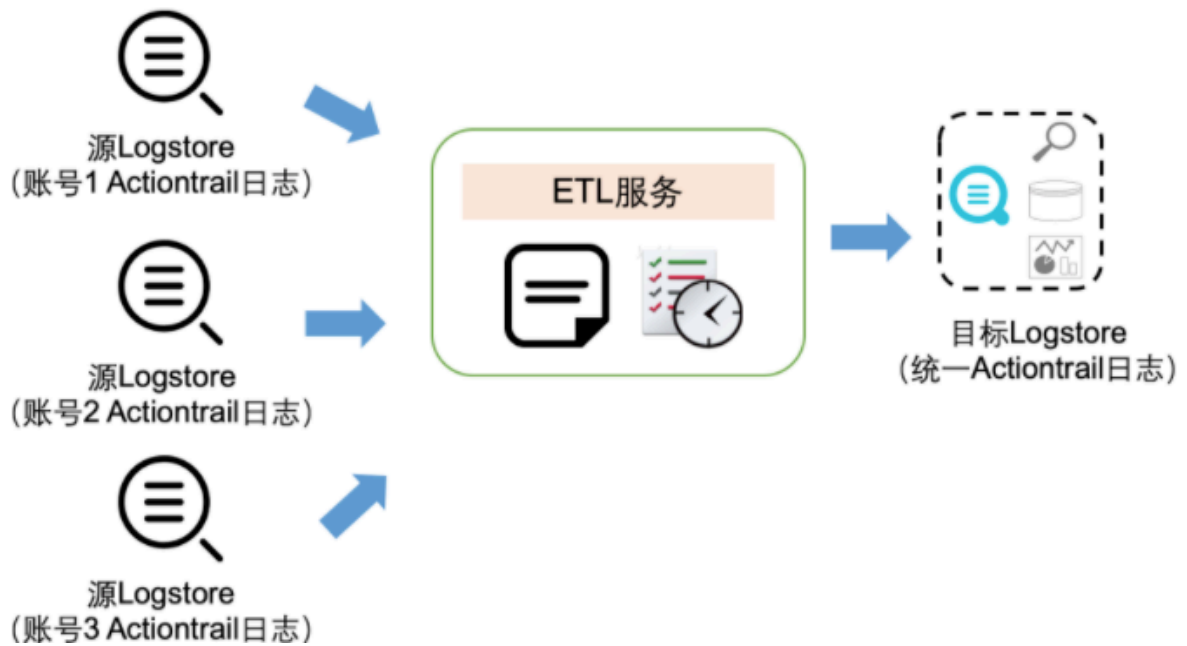 源Logstore
（账号1 Actiontrail日志）
源Logstore
（账号2 Actiontrail日志）
源Logstore
（账号3 Actiontrail日志）
ETL服务
目标Logstore
（统一Actiontrail日志）